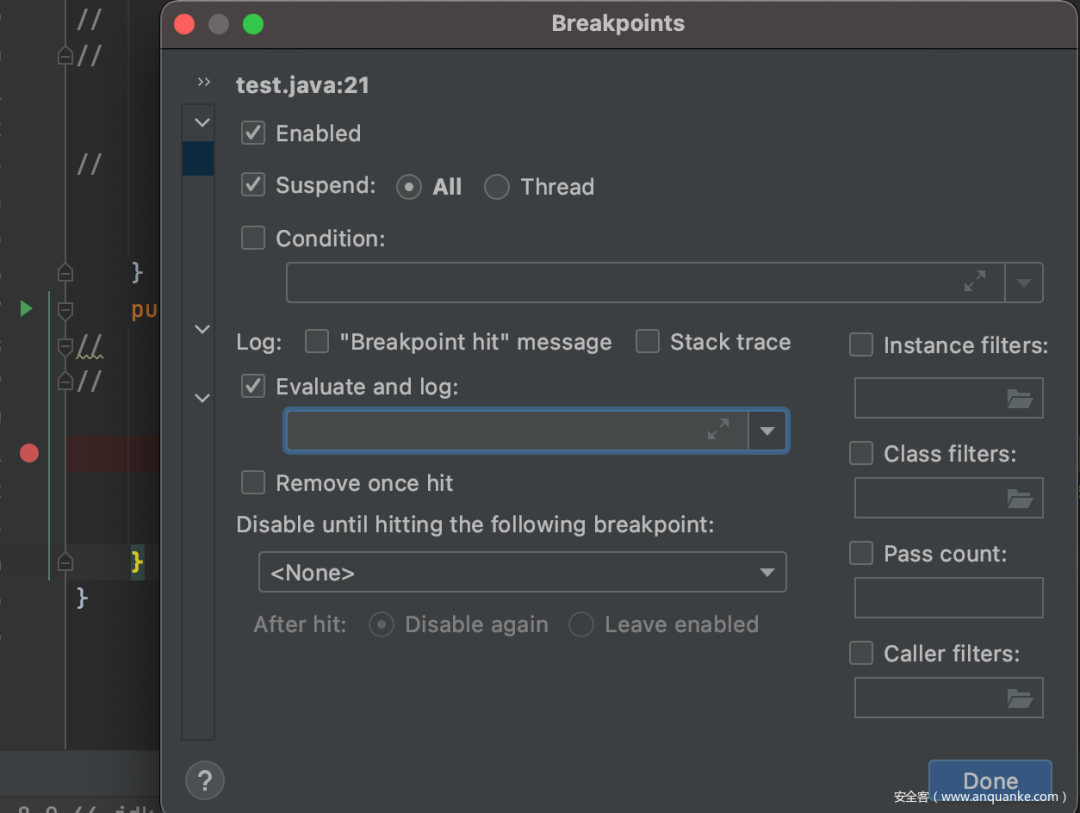 Breakpoints
//
//
//
}
pu
//
//
}
}
test.java:21
Enabled
Suspend: All Thread
Condition:
Log: "Breakpoint hit" message Stack trace
Evaluate and log:
Remove once hit
Disable until hitting the following breakpoint:
<None>
After hit: Disable again Leave enabled
Instance filters:
Class filters:
Pass count:
Caller filters:
?
Done
安全客 ( www.anquanke.com )